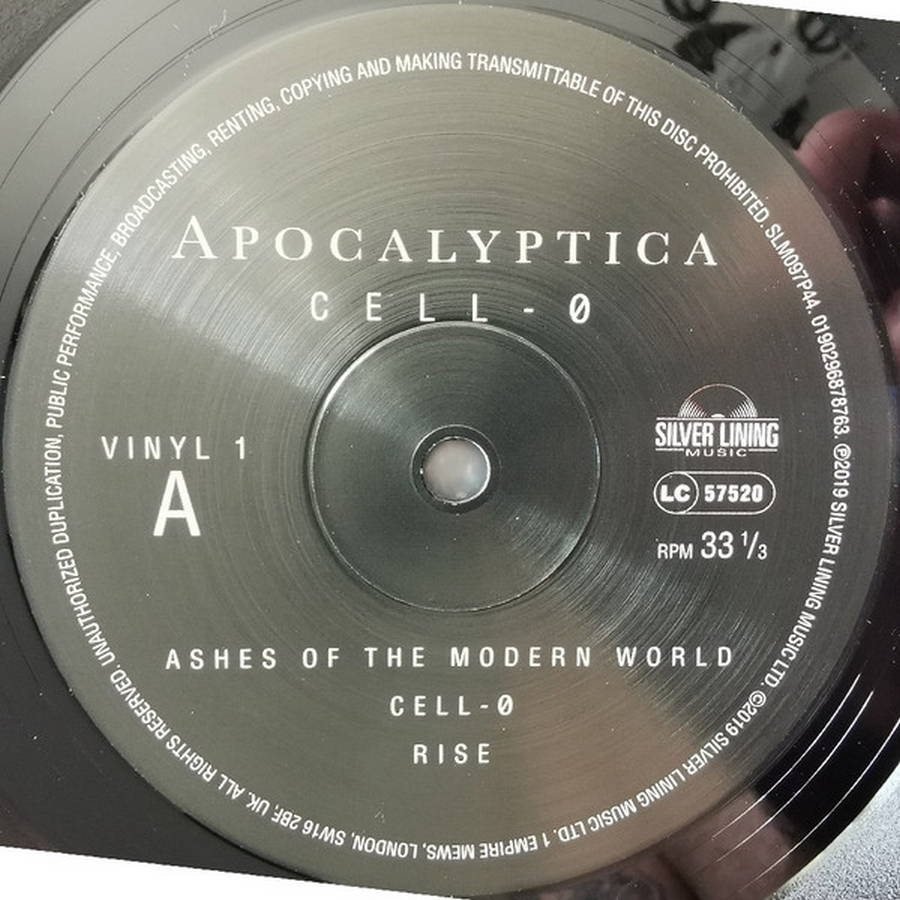 APOCALYPTICA
CELL-0
VINYL 1
A
SILVER LINING
MUSIC
LC 57520
RPM 33 1/3
ASHES OF THE MODERN WORLD
CELL-0
RISE
UNAUTHORIZED DUPLICATION, PUBLIC PERFORMANCE, BROADCASTING, RENTING, COPYING AND MAKING TRANSMITTABLE OF THIS DISC PROHIBITED. SLM097P44. 0190296878763. ℗2019 SILVER LINING MUSIC LTD. ©2019 SILVER LINING MUSIC LTD. 1 EMPIRE MEWS, LONDON, SW16 2BF, UK. ALL RIGHTS RESERVED.